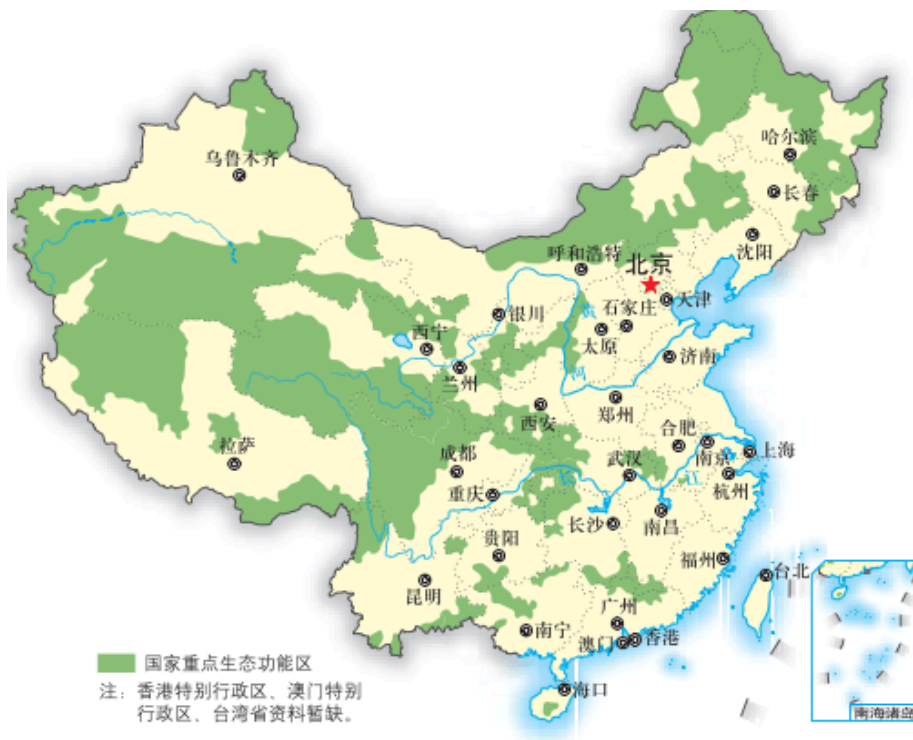 哈尔滨
乌鲁木齐
长春
沈阳
呼和浩特
北京
天津
银川
石家庄
黄
西宁
太原
济南
河
兰州
郑州
西安
合肥
拉萨
成都
上海
南京
武汉
长
江
杭州
重庆
长沙
南昌
贵阳
福州
台北
昆明
广州
南宁
澳门
香港
国家重点生态功能区
海口
注：香港特别行政区、澳门特别
行政区、台湾省资料暂缺。
南海诸岛